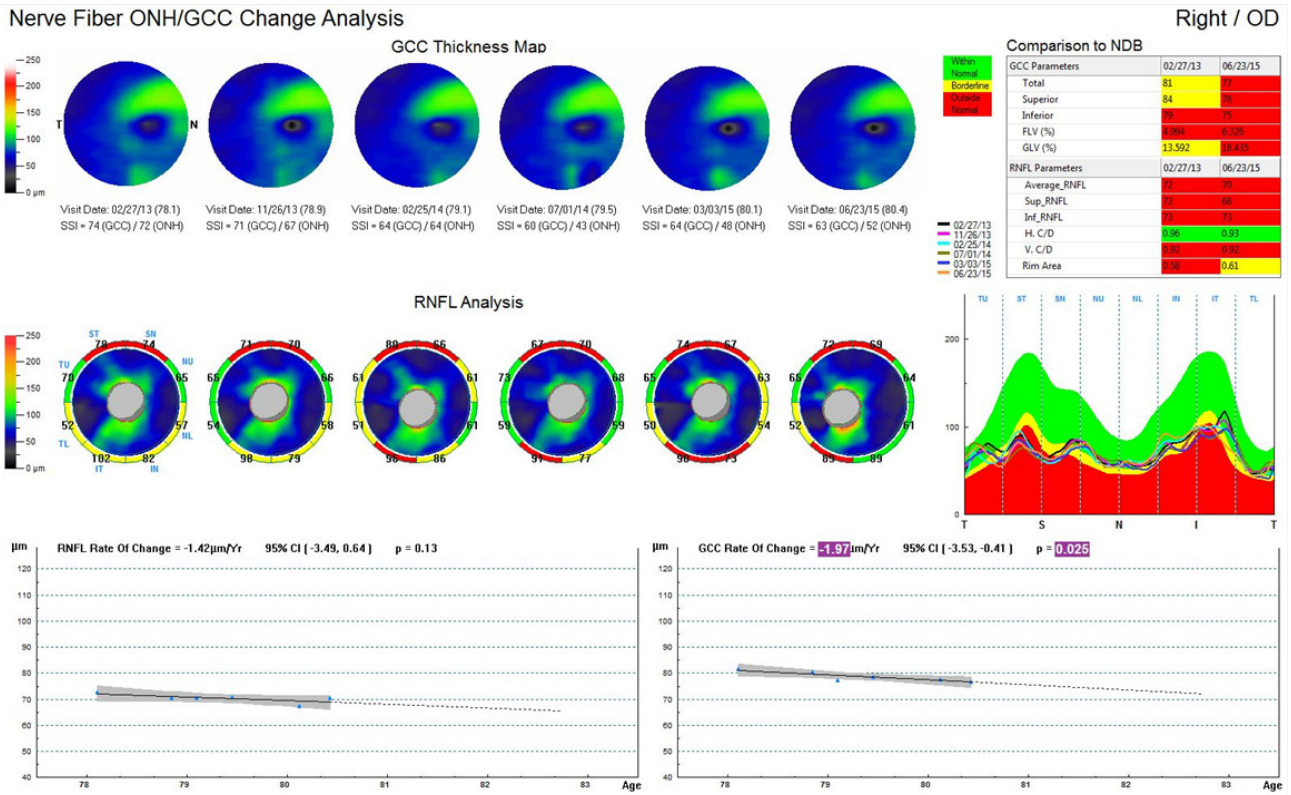 Nerve Fiber ONH/GCC Change Analysis
Right / OD
GCC Thickness Map
250
200
150
100
50
0 µm
T
N
Visit Date: 02/27/13 (78.1)
SSI = 74 (GCC) / 72 (ONH)
Visit Date: 11/26/13 (78.9)
SSI = 71 (GCC) / 67 (ONH)
Visit Date: 02/25/14 (79.1)
SSI = 64 (GCC) / 64 (ONH)
Visit Date: 07/01/14 (79.5)
SSI = 60 (GCC) / 43 (ONH)
Visit Date: 03/03/15 (80.1)
SSI = 64 (GCC) / 48 (ONH)
Visit Date: 06/23/15 (80.4)
SSI = 63 (GCC) / 52 (ONH)
Within
Normal
Borderline
Outside
Normal
Comparison to NDB
GCC Parameters 02/27/13 06/23/15
Total 81 77
Superior 84 78
Inferior 79 75
FLV (%) 4.994 6.326
GLV (%) 13.592 18.435
RNFL Parameters 02/27/13 06/23/15
Average_RNFL 72 70
Sup_RNFL 72 68
Inf_RNFL 73 73
H. C/D 0.96 0.93
V. C/D 0.92 0.92
Rim Area 0.58 0.61
02/27/13
11/26/13
02/25/14
07/01/14
03/03/15
06/23/15
RNFL Analysis
250
200
150
100
50
0 µm
ST SN
78 74
TU NU
70 65
52 57
TL NL
102 82
IT IN
71 70
65 66
54 58
98 79
80 66
61 61
51 61
96 86
67 70
73 68
59 59
91 77
74 67
65 63
50 54
90 73
72 69
65 64
52 61
89 89
TU ST SN NU NL IN IT TL
200
100
0
T S N I T
µm RNFL Rate Of Change = -1.42µm/Yr 95% CI ( -3.49, 0.64 ) p = 0.13
120
110
100
90
80
70
60
50
40
78 79 80 81 82 83 Age
µm GCC Rate Of Change = -1.97µm/Yr 95% CI ( -3.53, -0.41 ) p = 0.025
120
110
100
90
80
70
60
50
40
78 79 80 81 82 83 Age